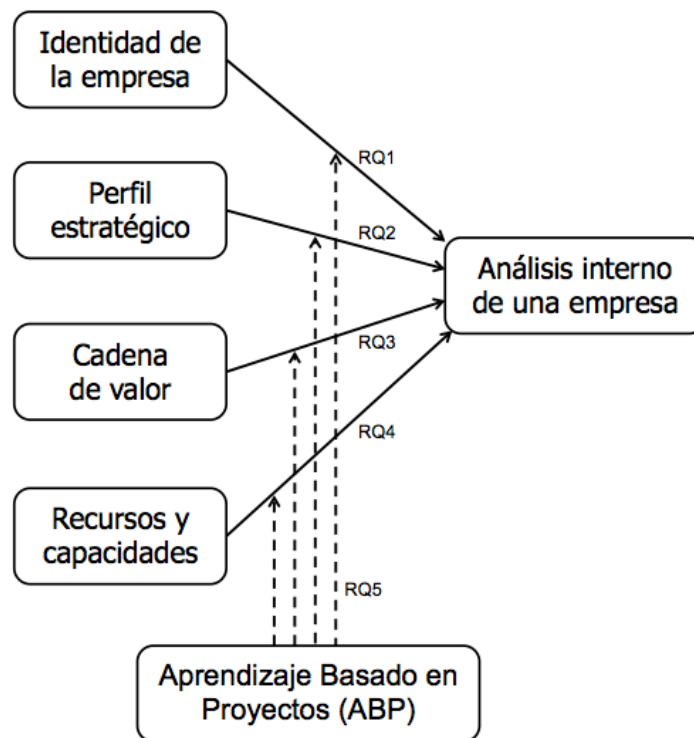 Identidad de
la empresa
RQ1
Perfil
estratégico
RQ2
Análisis interno
de una empresa
Cadena
de valor
RQ3
RQ4
Recursos y
capacidades
RQ5
Aprendizaje Basado en
Proyectos (ABP)